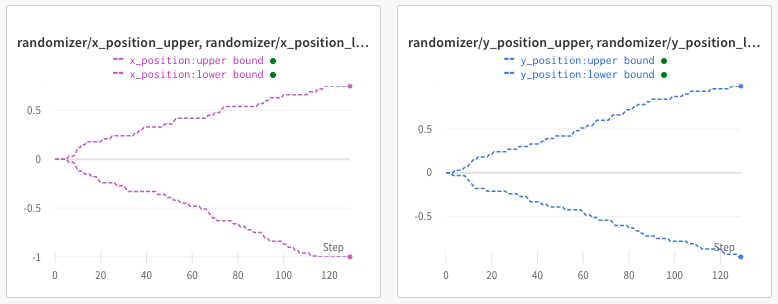 randomizer/x_position_upper, randomizer/x_position_l...
x_position:upper bound
x_position:lower bound
0.5
0
-0.5
-1
Step
0 20 40 60 80 100 120
randomizer/y_position_upper, randomizer/y_position_l...
y_position:upper bound
y_position:lower bound
0.5
0
-0.5
Step
0 20 40 60 80 100 120